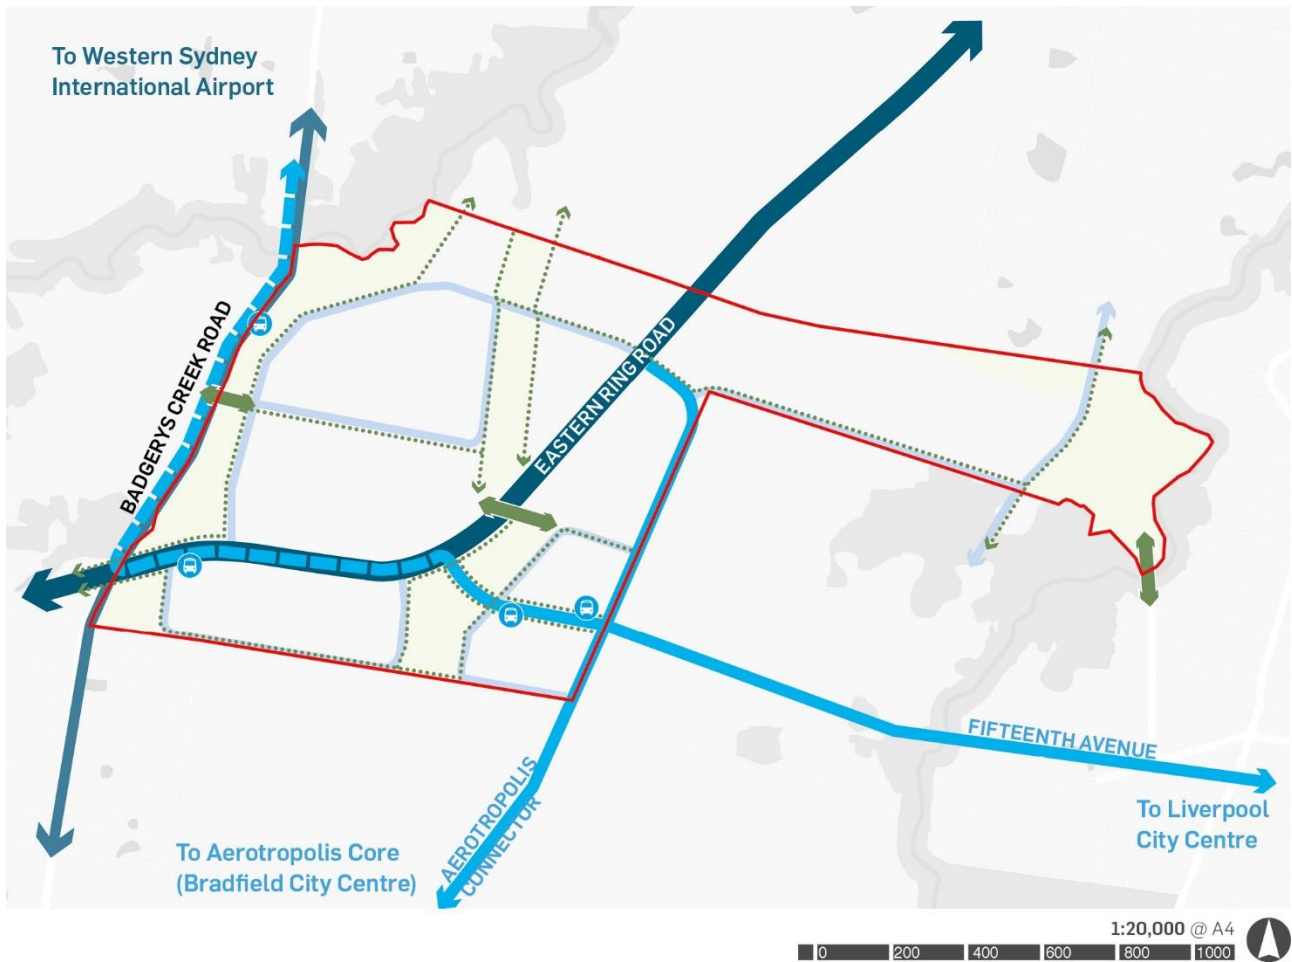 To Western Sydney
International Airport
BADGERYS CREEK ROAD
EASTERN RING ROAD
FIFTEENTH AVENUE
To Liverpool
City Centre
AEROTROPOLIS
CONNECTOR
To Aerotropolis Core
(Bradfield City Centre)
1:20,000 @ A4
0 200 400 600 800 1000